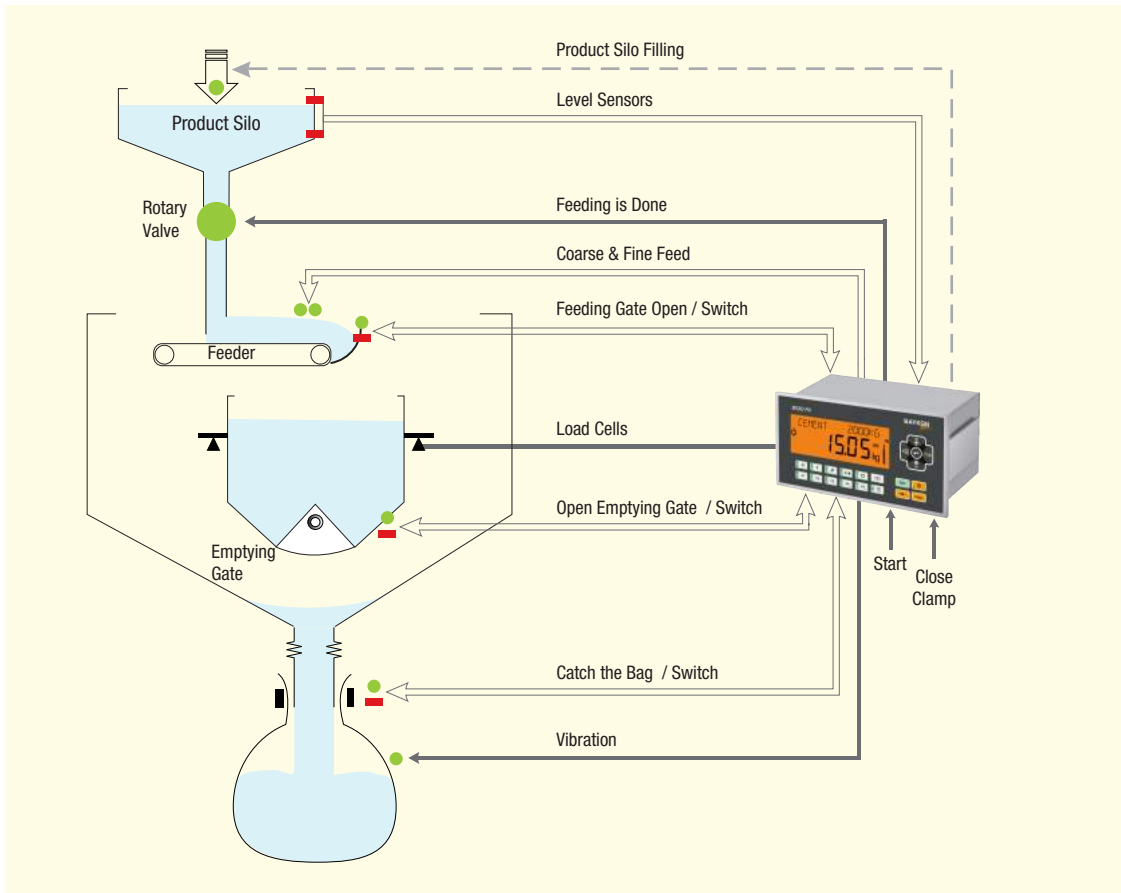 Product Silo Filling
Level Sensors
Product Silo
Rotary
Valve
Feeding is Done
Coarse & Fine Feed
Feeding Gate Open / Switch
Feeder
CEMENT 2000KG
15.05
kg
Load Cells
Open Emptying Gate / Switch
Emptying
Gate
Start
Close
Clamp
Catch the Bag / Switch
Vibration